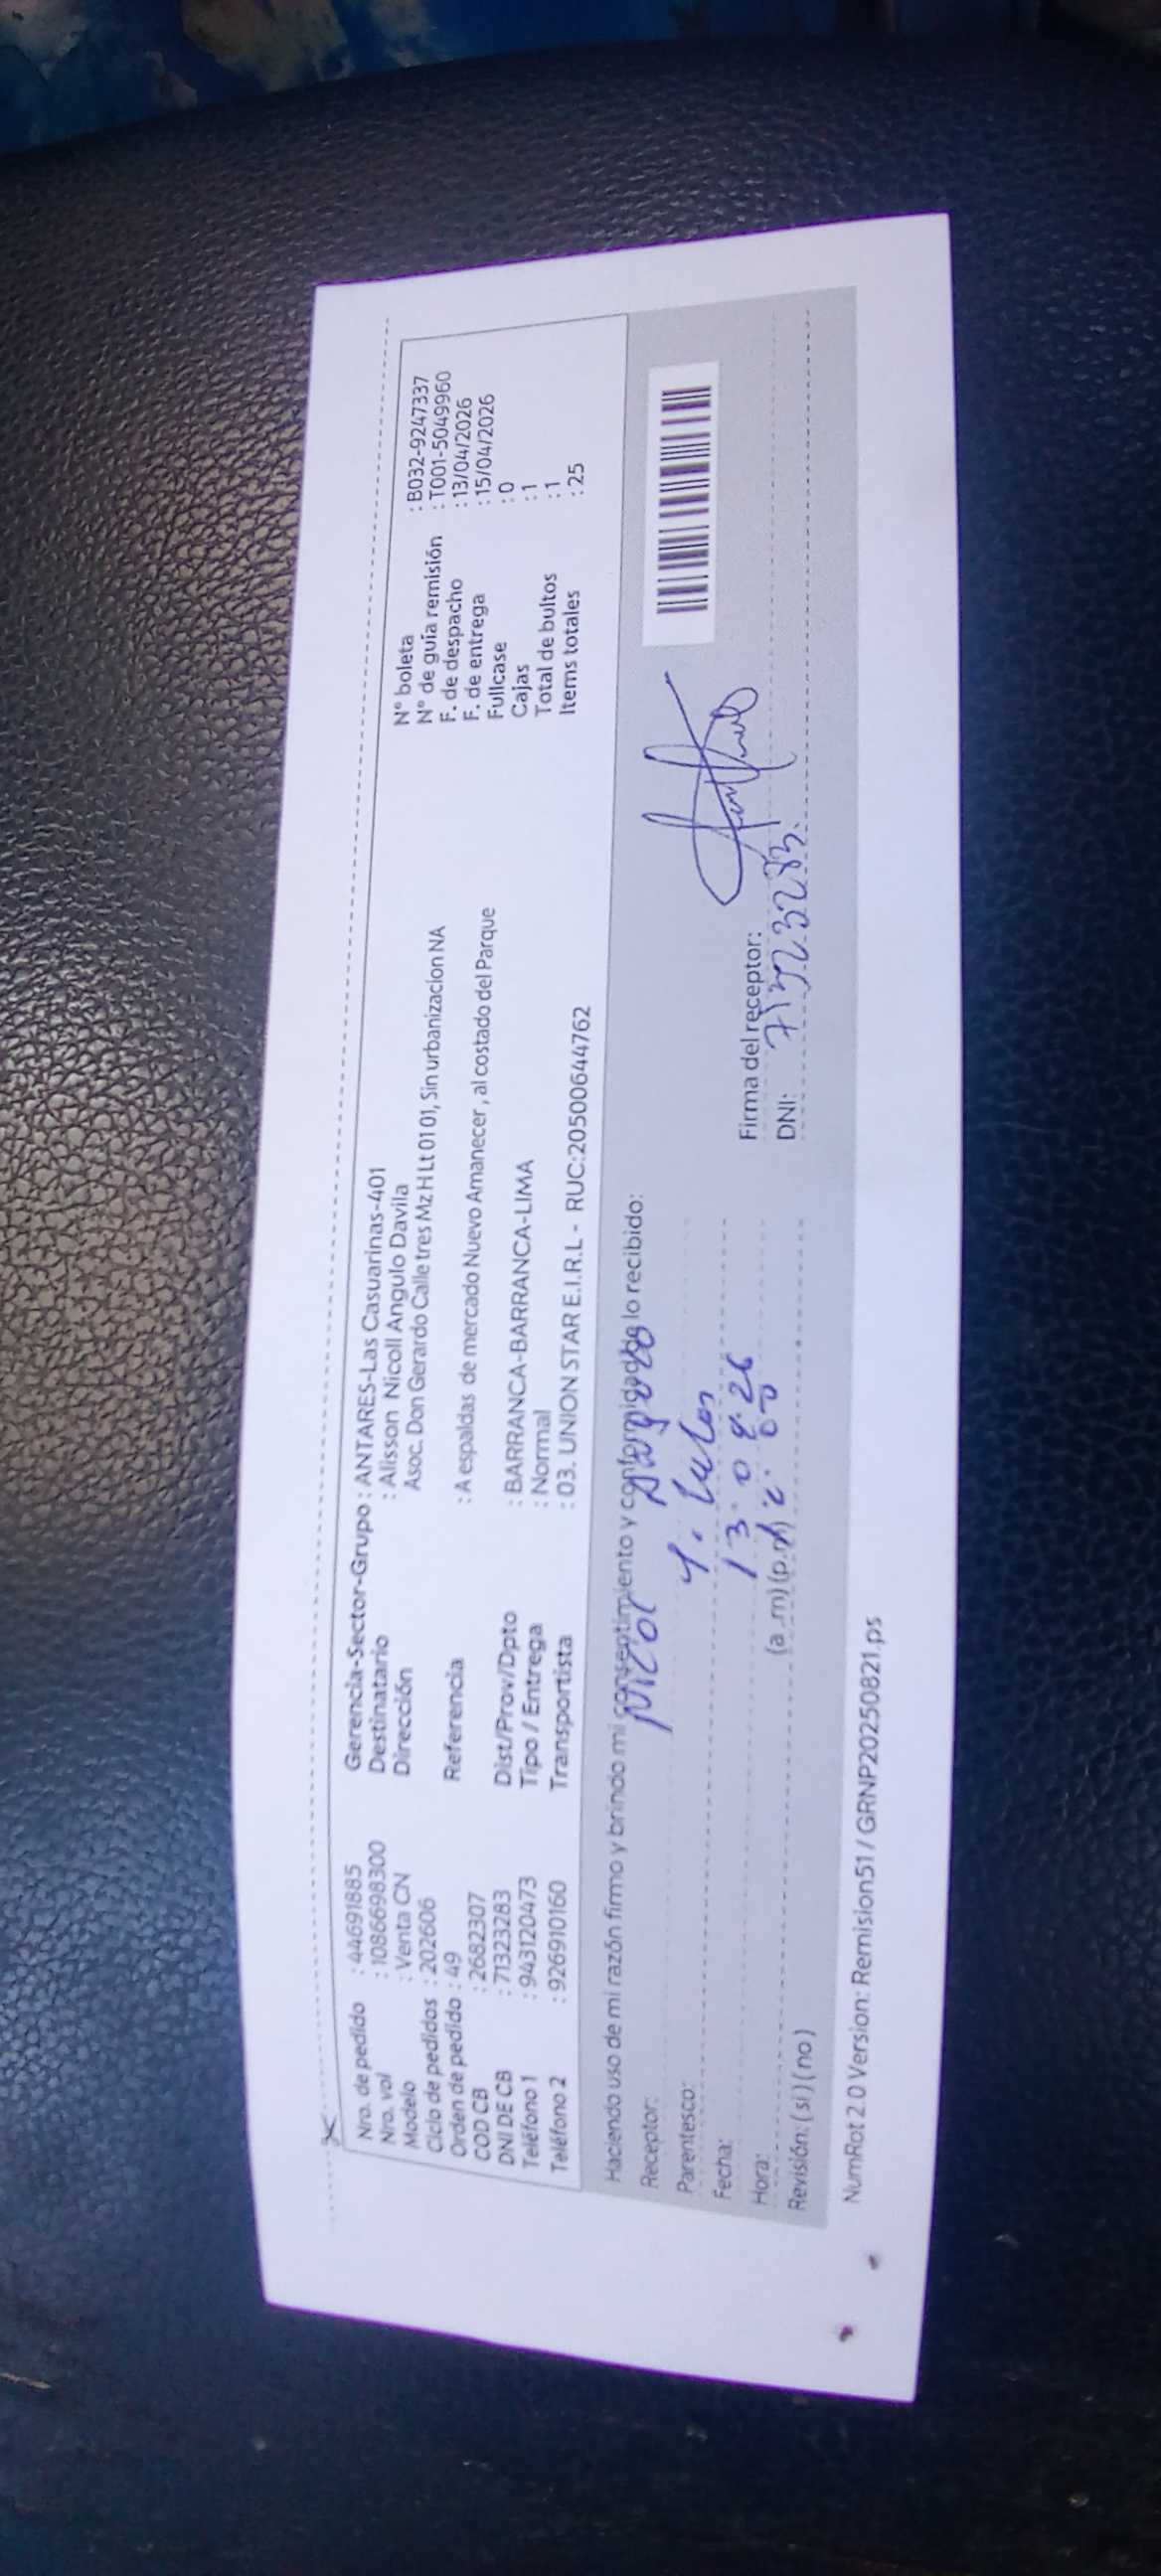 Nro. de pedido : 44691885
Nro. vol : 1086698300
Modelo : Venta CN
Ciclo de pedidos : 202606
Orden de pedido : 49
COD CB : 2682307
DNI DE CB : 71323283
Teléfono 1 : 943120473
Teléfono 2 : 926910160
Gerencia-Sector-Grupo : ANTARES-Las Casuarinas-401
Destinatario : Alisson Nicoll Angulo Davila
Dirección Asoc. Don Gerardo Calle tres Mz H Lt 01 01, Sin urbanizacion NA
Referencia : A espaldas de mercado Nuevo Amanecer , al costado del Parque
Dist/Prov/Dpto : BARRANCA-BARRANCA-LIMA
Tipo / Entrega : Normal
Transportista : 03. UNION STAR E.I.R.L - RUC:20500644762
N° boleta : B032-9247337
N° de guía remisión : T001-5049960
F. de despacho : 13/04/2026
F. de entrega : 15/04/2026
Fullcase : 0
Cajas : 1
Total de bultos : 1
Items totales : 25
Haciendo uso de mi razón firmo y brindo mi consentimiento y conformidad de lo recibido:
Receptor: Nicol Angulo
Parentesco:
Fecha: 13 04 26
Hora: (a.m) (p.m)
Revisión: ( si ) ( no )
Firma del receptor:
DNI: 71323283
NumRot 2.0 Version: Remision51 / GRNP20250821.ps